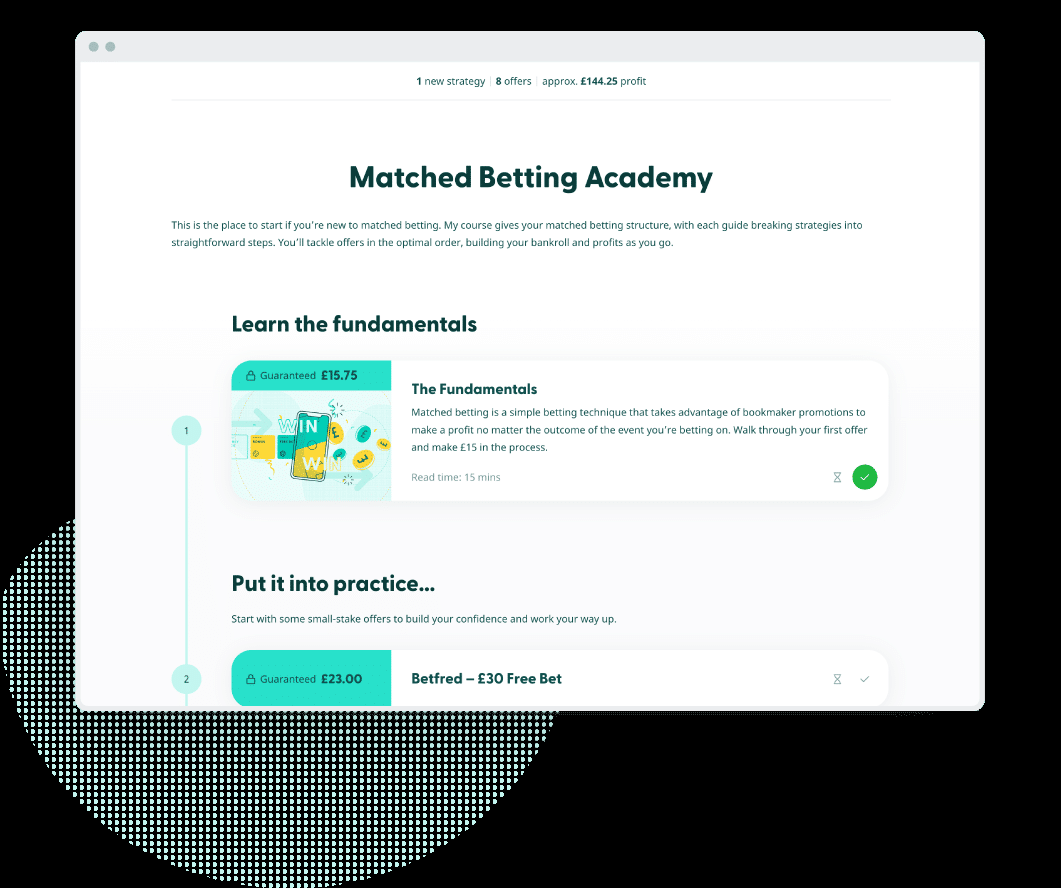 1 new strategy | 8 offers | approx. £144.25 profit
Matched Betting Academy
This is the place to start if you're new to matched betting. My course gives your matched betting structure, with each guide breaking strategies into
straightforward steps. You'll tackle offers in the optimal order, building your bankroll and profits as you go.
Learn the fundamentals
Guaranteed £15.75
WIN
WIN
1
The Fundamentals
Matched betting is a simple betting technique that takes advantage of bookmaker promotions to
make a profit no matter the outcome of the event you're betting on. Walk through your first offer
and make £15 in the process.
Read time: 15 mins
Put it into practice...
Start with some small-stake offers to build your confidence and work your way up.
2
Guaranteed £23.00
Betfred – £30 Free Bet